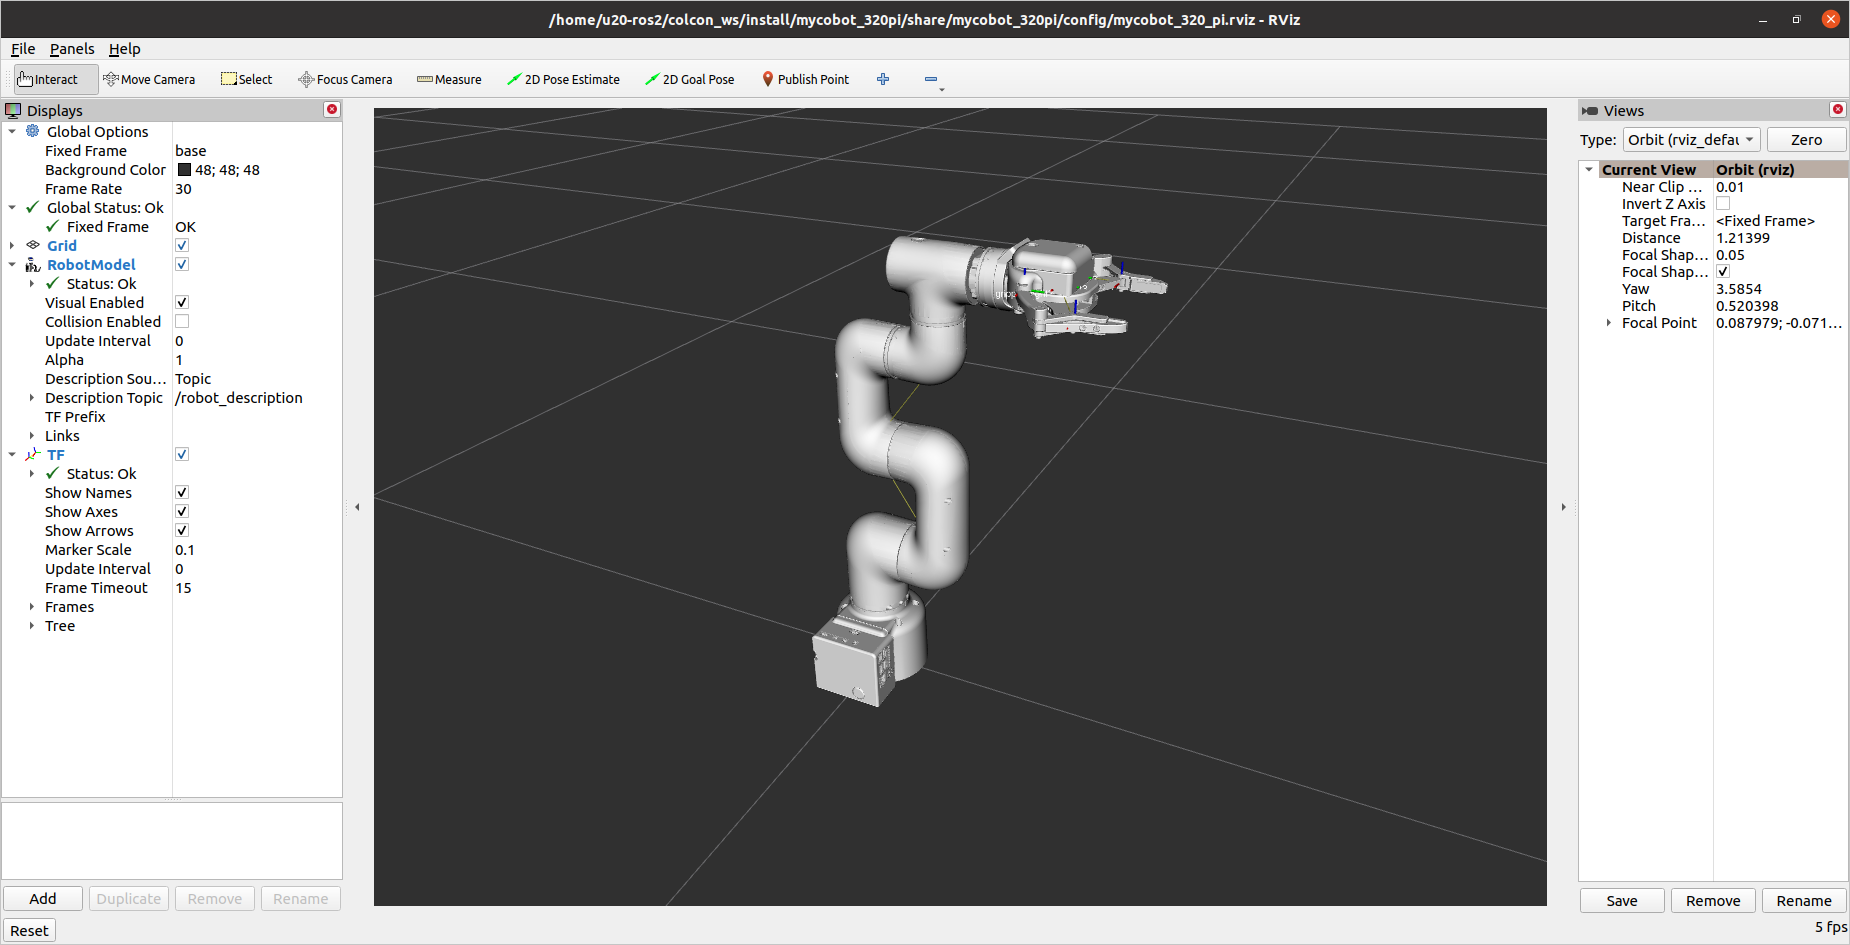 /home/u20-ros2/colcon_ws/install/mycobot_320pi/share/mycobot_320pi/config/mycobot_320_pi.rviz - RViz
File Panels Help
Interact Move Camera Select Focus Camera Measure 2D Pose Estimate 2D Goal Pose Publish Point
Displays
Global Options
Fixed Frame base
Background Color 48; 48; 48
Frame Rate 30
Global Status: Ok
Fixed Frame OK
Grid
RobotModel
Status: Ok
Visual Enabled
Collision Enabled
Update Interval 0
Alpha 1
Description Sou... Topic
Description Topic /robot_description
TF Prefix
Links
TF
Status: Ok
Show Names
Show Axes
Show Arrows
Marker Scale 0.1
Update Interval 0
Frame Timeout 15
Frames
Tree
Add Duplicate Remove Rename
Reset
Views
Type: Orbit (rviz_defau Zero
Current View Orbit (rviz)
Near Clip ... 0.01
Invert Z Axis
Target Fra... <Fixed Frame>
Distance 1.21399
Focal Shap... 0.05
Focal Shap...
Yaw 3.5854
Pitch 0.520398
Focal Point 0.087979; -0.071...
Save Remove Rename
5 fps